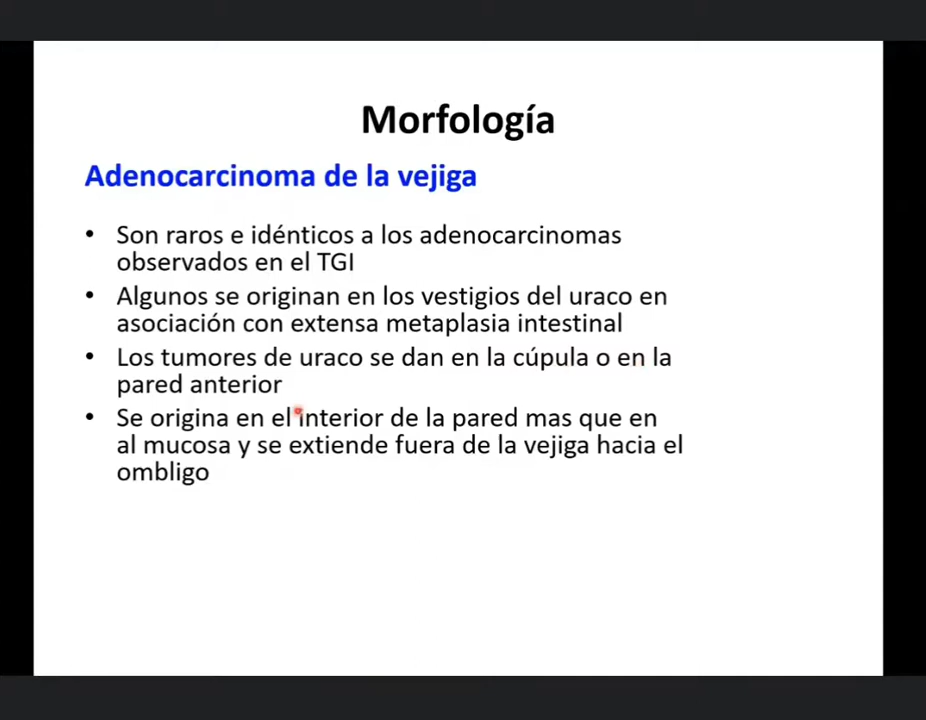 Morfología
Adenocarcinoma de la vejiga
• Son raros e idénticos a los adenocarcinomas
observados en el TGI
• Algunos se originan en los vestigios del uraco en
asociación con extensa metaplasia intestinal
• Los tumores de uraco se dan en la cúpula o en la
pared anterior
• Se origina en el interior de la pared mas que en
al mucosa y se extiende fuera de la vejiga hacia el
ombligo